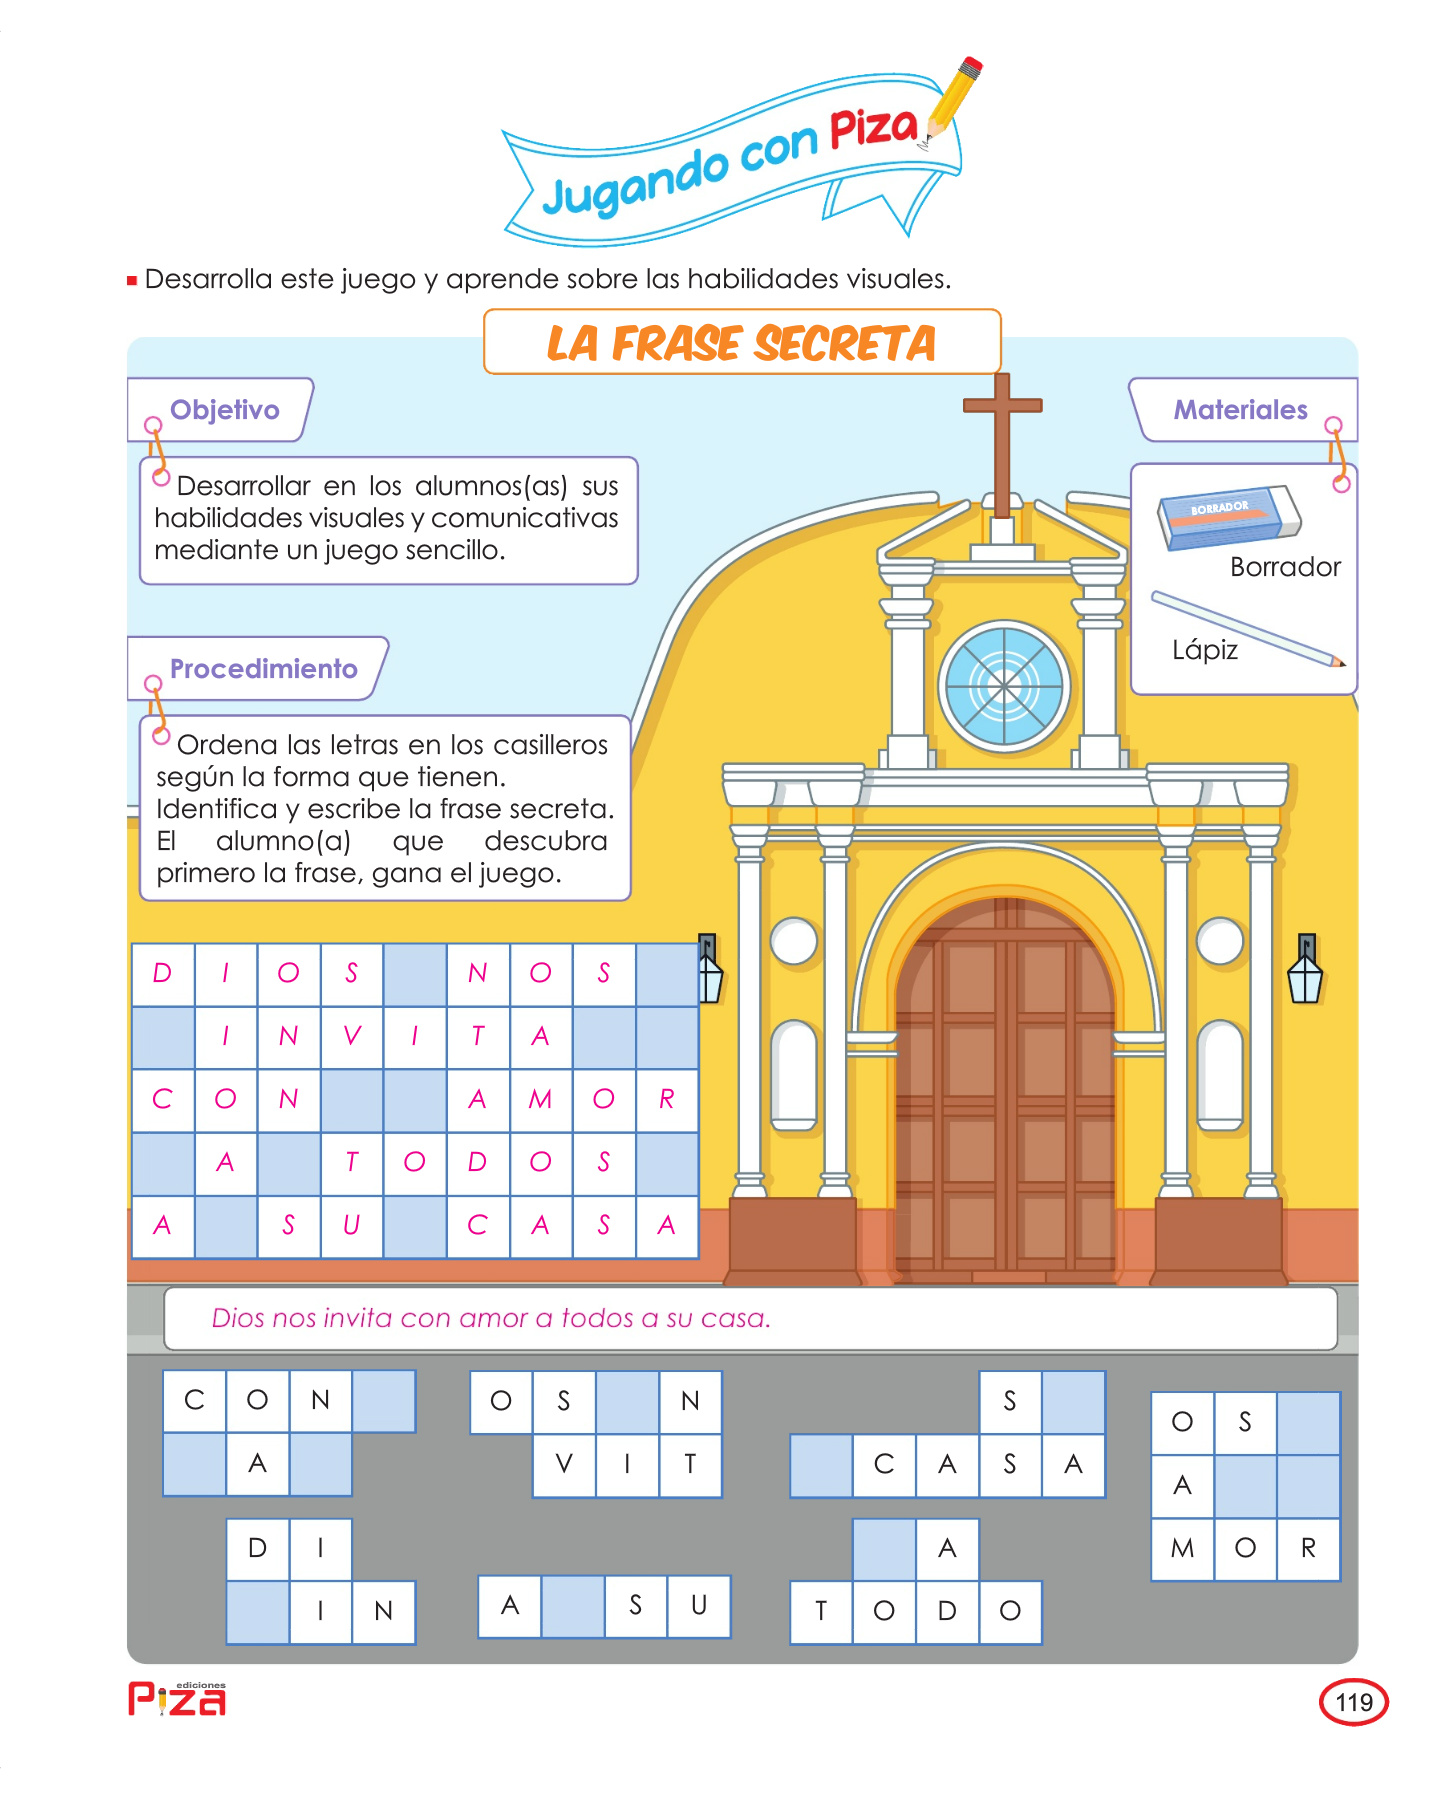 Jugando con Piza
Desarrolla este juego y aprende sobre las habilidades visuales.
LA FRASE SECRETA
Objetivo
Desarrollar en los alumnos(as) sus
habilidades visuales y comunicativas
mediante un juego sencillo.
Materiales
BORRADOR
Borrador
Lápiz
Procedimiento
Ordena las letras en los casilleros
según la forma que tienen.
Identifica y escribe la frase secreta.
El alumno(a) que descubra
primero la frase, gana el juego.
D I O S N O S
I N V I T A
C O N A M O R
A T O D O S
A S U C A S A
Dios nos invita con amor a todos a su casa.
C O N
A
O S N
V I T
S
C A S A
O S
A
M O R
D I
I N
A S U
A
T O D O
ediciones
Piza
119